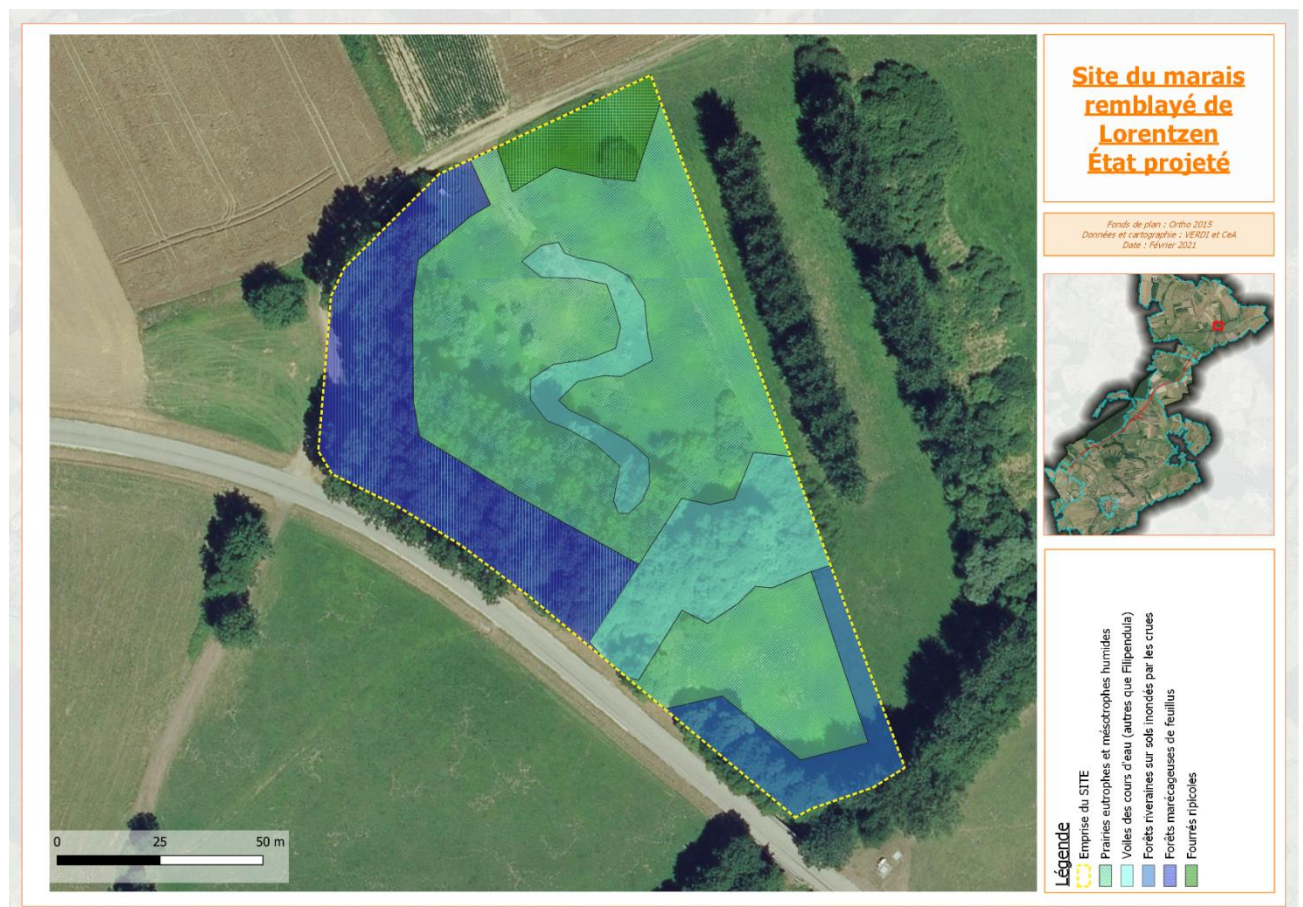 Site du marais
remblayé de
Lorentzen
État projeté
Fonds de plan : Ortho 2015
Données et cartographie : VERDI et CeA
Date : Février 2021
Légende
Emprise du SITE
Prairies eutrophes et mésotrophes humides
Voiles des cours d'eau (autres que Filipendula)
Forêts riveraines sur sols inondés par les crues
Forêts marécageuses de feuillus
Fourrés ripicoles
0 25 50 m